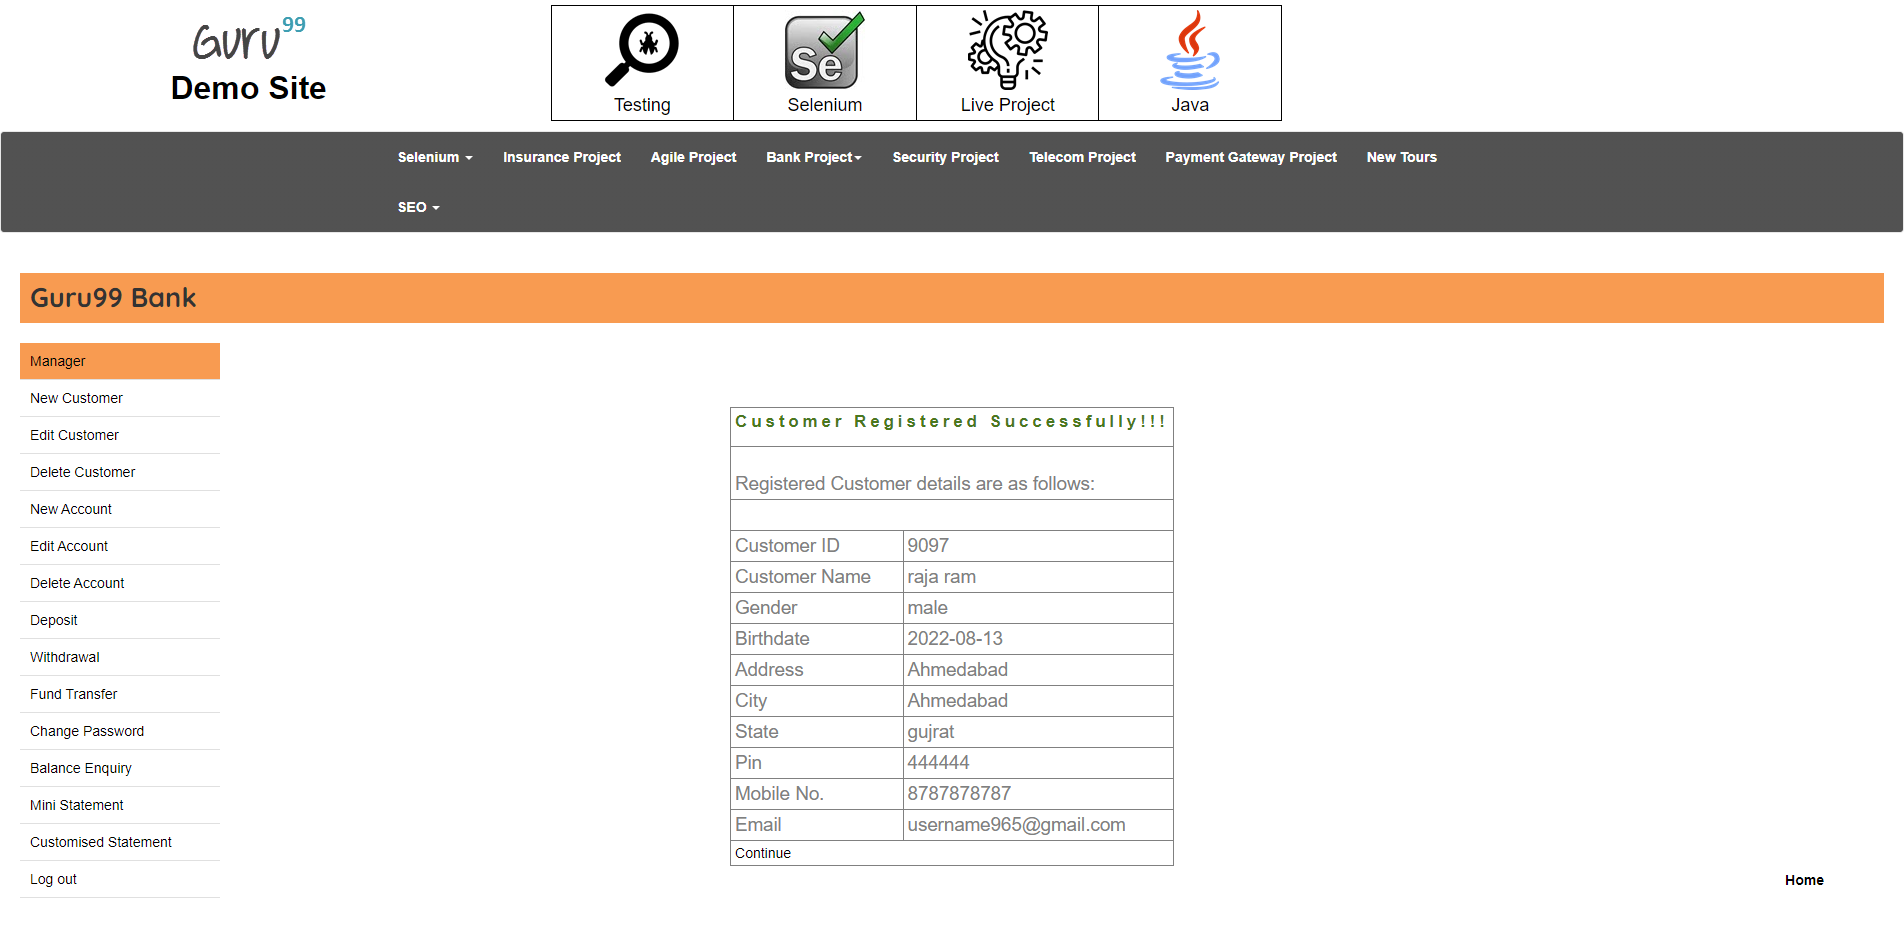 Guru99
Demo Site
Testing
Selenium
Live Project
Java
Selenium
Insurance Project
Agile Project
Bank Project
Security Project
Telecom Project
Payment Gateway Project
New Tours
SEO
Guru99 Bank
Manager
New Customer
Edit Customer
Delete Customer
New Account
Edit Account
Delete Account
Deposit
Withdrawal
Fund Transfer
Change Password
Balance Enquiry
Mini Statement
Customised Statement
Log out
Customer Registered Successfully!!!
Registered Customer details are as follows:
Customer ID 9097
Customer Name raja ram
Gender male
Birthdate 2022-08-13
Address Ahmedabad
City Ahmedabad
State gujrat
Pin 444444
Mobile No. 8787878787
Email username965@gmail.com
Continue
Home
Se